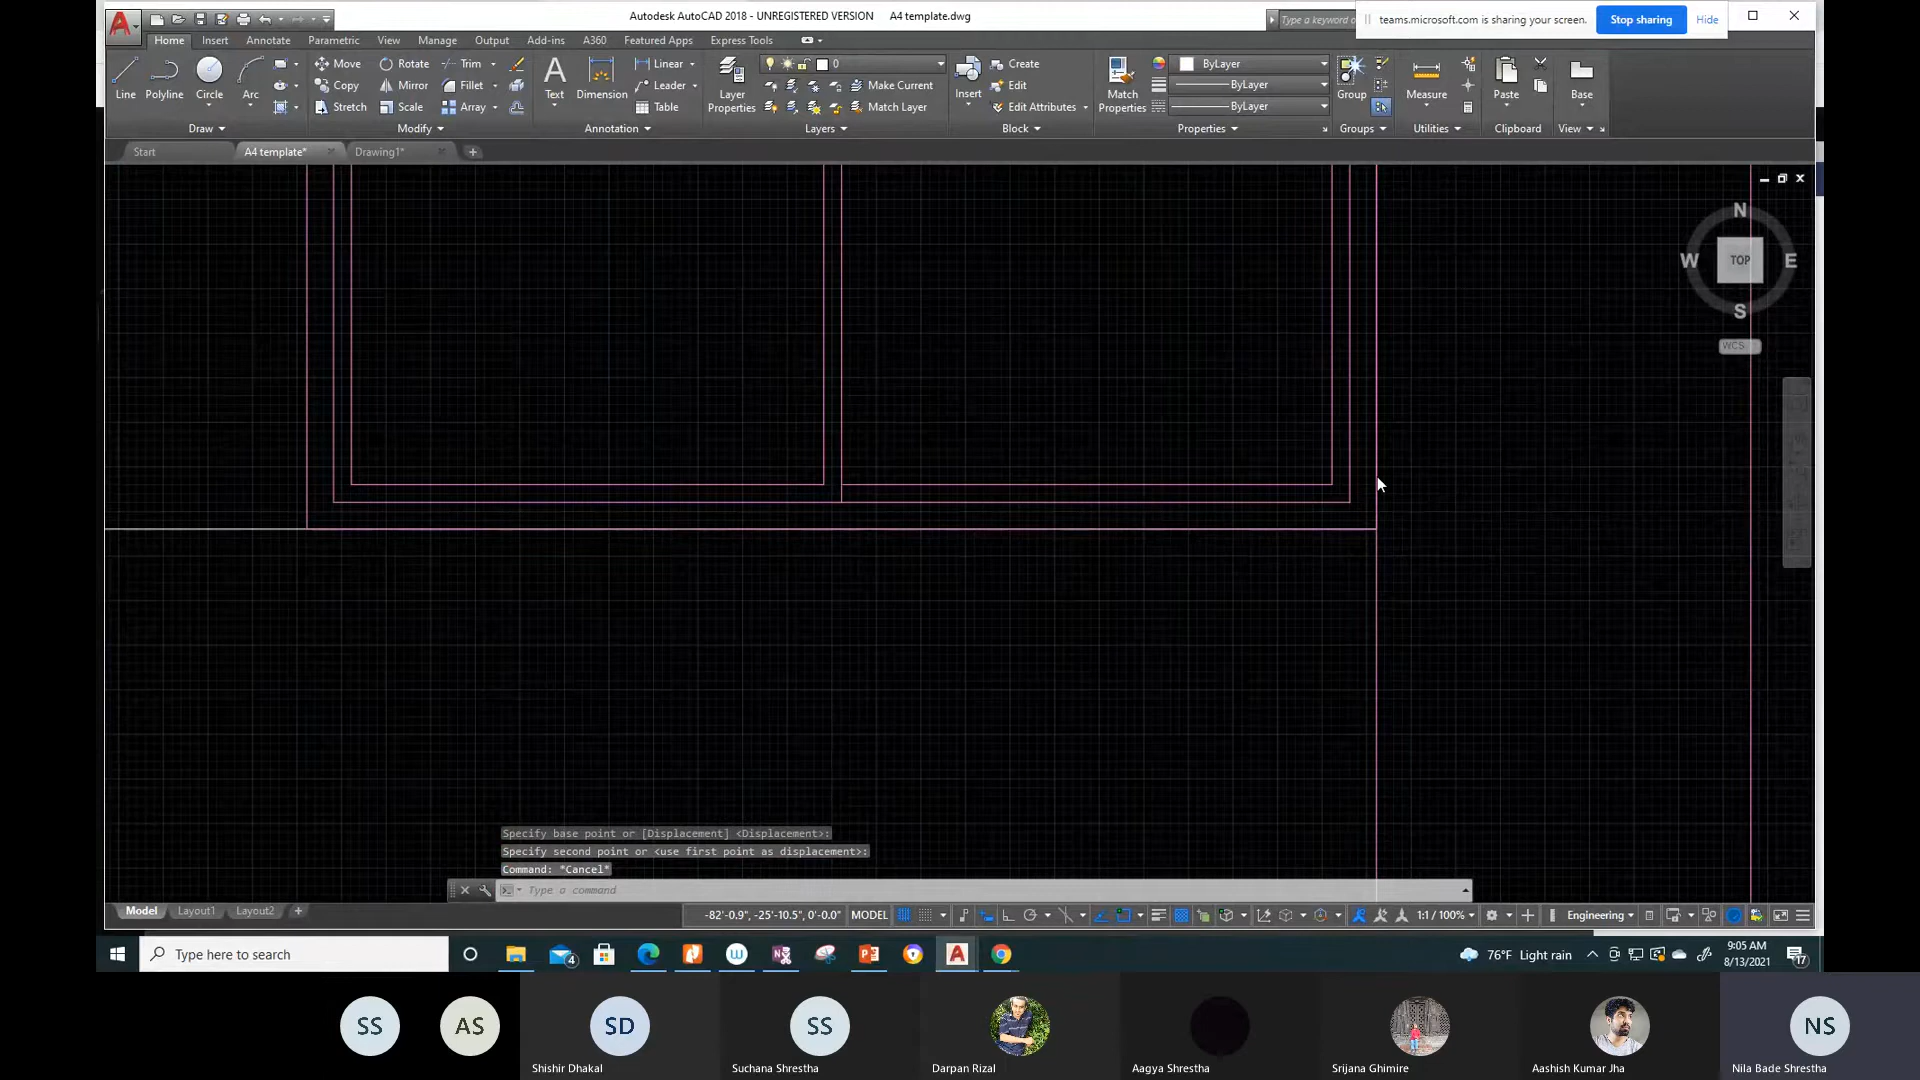 Autodesk AutoCAD 2018 - UNREGISTERED VERSION A4 template.dwg
Type a keyword o
teams.microsoft.com is sharing your screen.
Stop sharing
Hide
Home Insert Annotate Parametric View Manage Output Add-ins A360 Featured Apps Express Tools
Line Polyline Circle Arc
Move Rotate Trim
Copy Mirror Fillet
Stretch Scale Array
Text Dimension
Linear
Leader
Table
Layer Properties
0
Make Current
Match Layer
Insert
Create
Edit
Edit Attributes
Match Properties
ByLayer
ByLayer
ByLayer
Group
Measure
Paste
Base
Draw Modify Annotation Layers Block Properties Groups Utilities Clipboard View
Start A4 template* Drawing1*
N
W TOP E
S
WCS
Specify base point or [Displacement] <Displacement>:
Specify second point or <use first point as displacement>:
Command: *Cancel*
Type a command
Model Layout1 Layout2
-82'-0.9", -25'-10.5", 0'-0.0" MODEL 1:1 / 100% Engineering
Type here to search
4
76°F Light rain
9:05 AM
8/13/2021
17
SS AS SD SS NS
Shishir Dhakal Suchana Shrestha Darpan Rizal Aagya Shrestha Srijana Ghimire Aashish Kumar Jha Nila Bade Shrestha